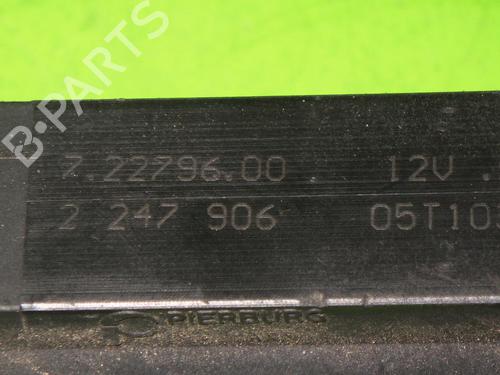 B-PARTS
7.22796.00 12V .
2 247 906 05T10
PIERBURG